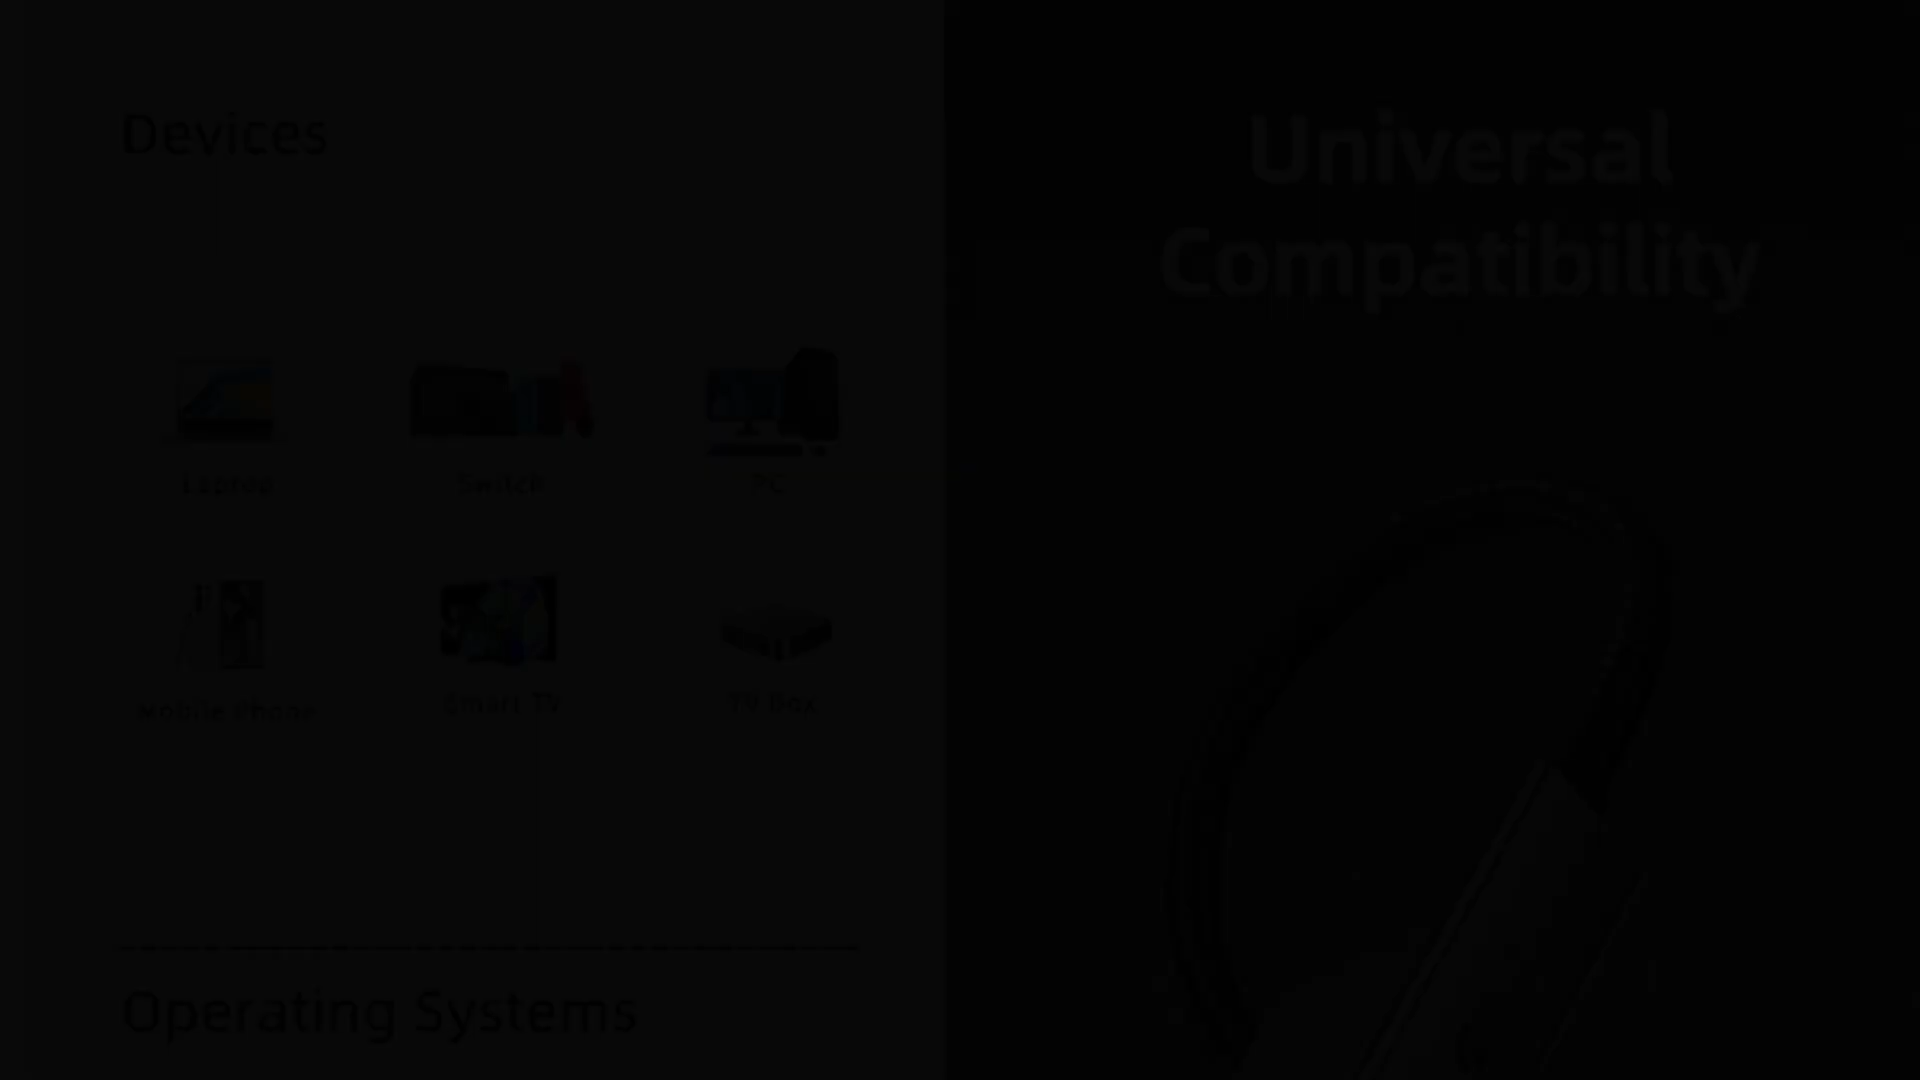 Devices
Universal
Compatibility
Laptop
Switch
PC
Mobile Phone
Smart TV
TV Box
Operating Systems